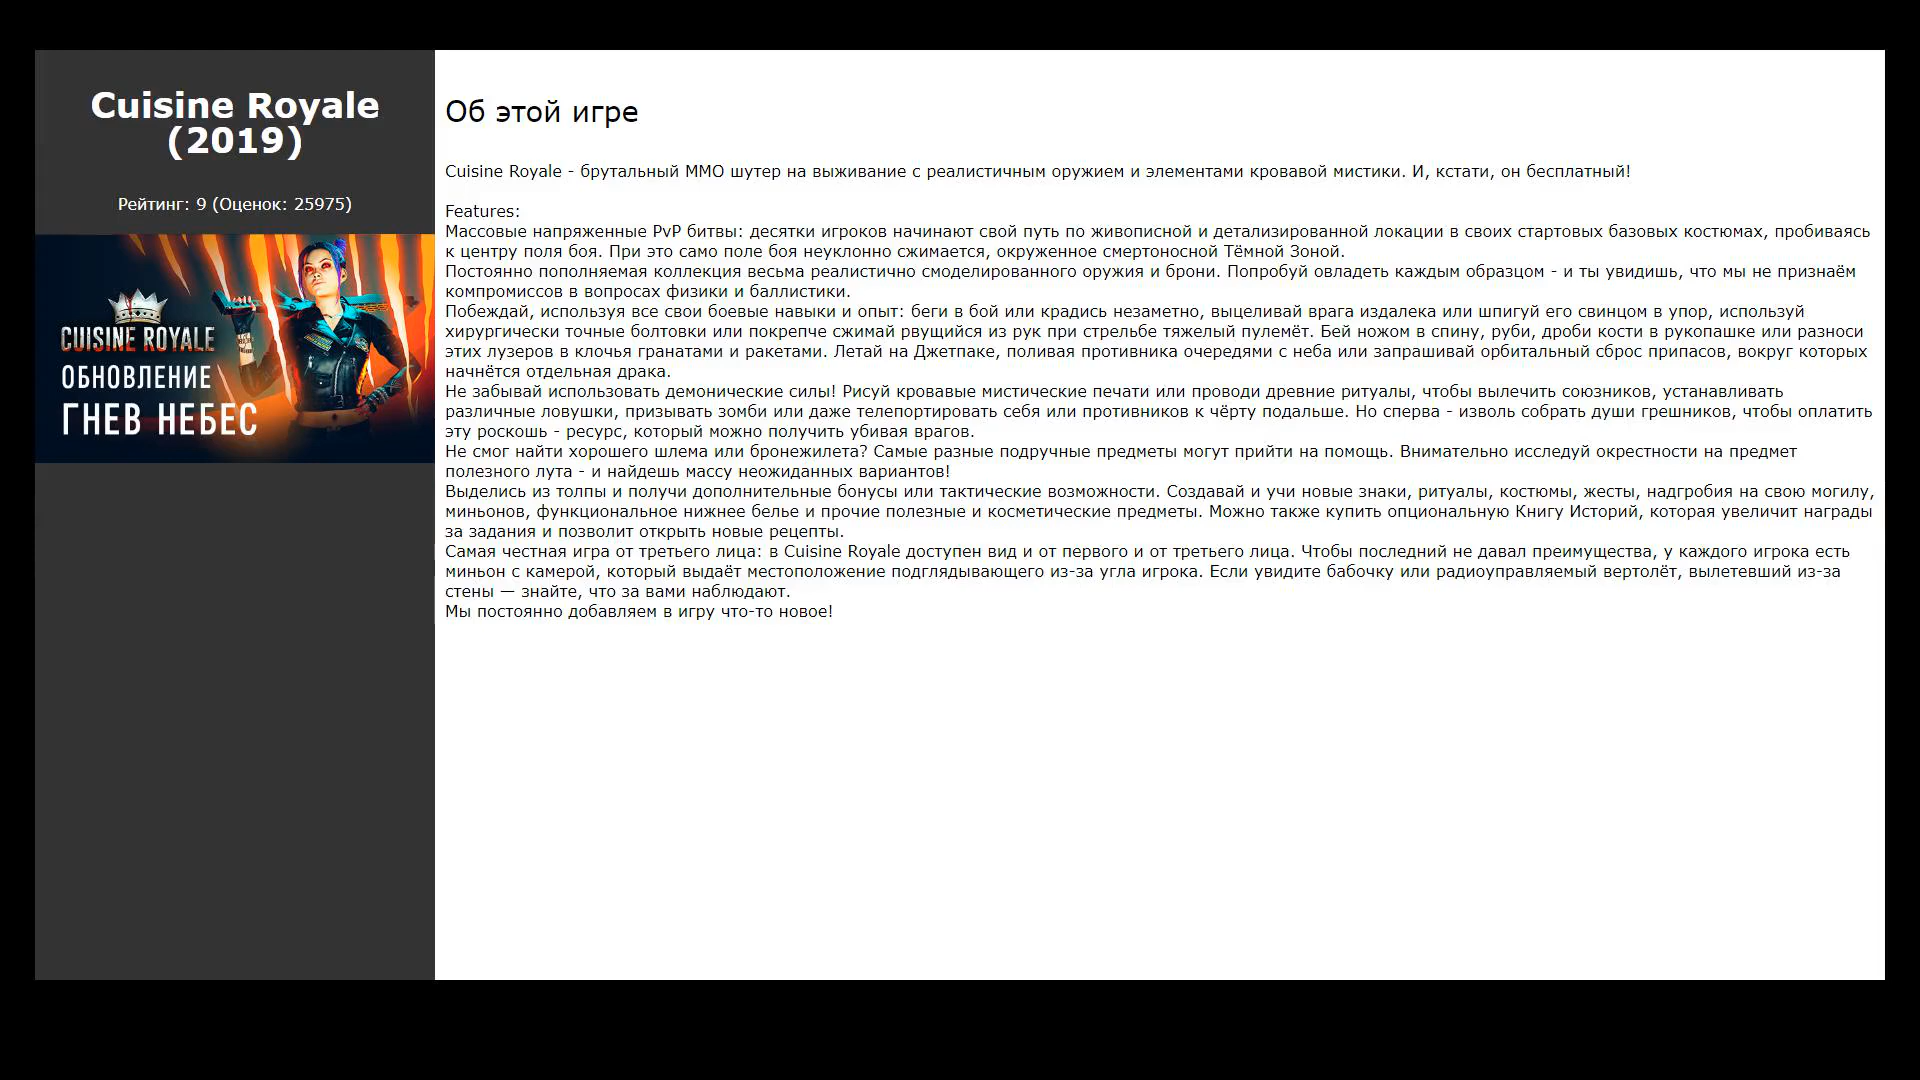 Cuisine Royale
(2019)
Рейтинг: 9 (Оценок: 25975)
CUISINE ROYALE
ОБНОВЛЕНИЕ
ГНЕВ НЕБЕС
Об этой игре
Cuisine Royale - брутальный ММО шутер на выживание с реалистичным оружием и элементами кровавой мистики. И, кстати, он бесплатный!
Features:
Массовые напряженные PvP битвы: десятки игроков начинают свой путь по живописной и детализированной локации в своих стартовых базовых костюмах, пробиваясь
к центру поля боя. При это само поле боя неуклонно сжимается, окруженное смертоносной Тёмной Зоной.
Постоянно пополняемая коллекция весьма реалистично смоделированного оружия и брони. Попробуй овладеть каждым образцом - и ты увидишь, что мы не признаём
компромиссов в вопросах физики и баллистики.
Побеждай, используя все свои боевые навыки и опыт: беги в бой или крадись незаметно, выцеливай врага издалека или шпигуй его свинцом в упор, используй
хирургически точные болтовки или покрепче сжимай рвущийся из рук при стрельбе тяжелый пулемёт. Бей ножом в спину, руби, дроби кости в рукопашке или разноси
этих лузеров в клочья гранатами и ракетами. Летай на Джетпаке, поливая противника очередями с неба или запрашивай орбитальный сброс припасов, вокруг которых
начнётся отдельная драка.
Не забывай использовать демонические силы! Рисуй кровавые мистические печати или проводи древние ритуалы, чтобы вылечить союзников, устанавливать
различные ловушки, призывать зомби или даже телепортировать себя или противников к чёрту подальше. Но сперва - изволь собрать души грешников, чтобы оплатить
эту роскошь - ресурс, который можно получить убивая врагов.
Не смог найти хорошего шлема или бронежилета? Самые разные подручные предметы могут прийти на помощь. Внимательно исследуй окрестности на предмет
полезного лута - и найдешь массу неожиданных вариантов!
Выделись из толпы и получи дополнительные бонусы или тактические возможности. Создавай и учи новые знаки, ритуалы, костюмы, жесты, надгробия на свою могилу,
миньонов, функциональное нижнее белье и прочие полезные и косметические предметы. Можно также купить опциональную Книгу Историй, которая увеличит награды
за задания и позволит открыть новые рецепты.
Самая честная игра от третьего лица: в Cuisine Royale доступен вид и от первого и от третьего лица. Чтобы последний не давал преимущества, у каждого игрока есть
миньон с камерой, который выдаёт местоположение подглядывающего из-за угла игрока. Если увидите бабочку или радиоуправляемый вертолёт, вылетевший из-за
стены — знайте, что за вами наблюдают.
Мы постоянно добавляем в игру что-то новое!